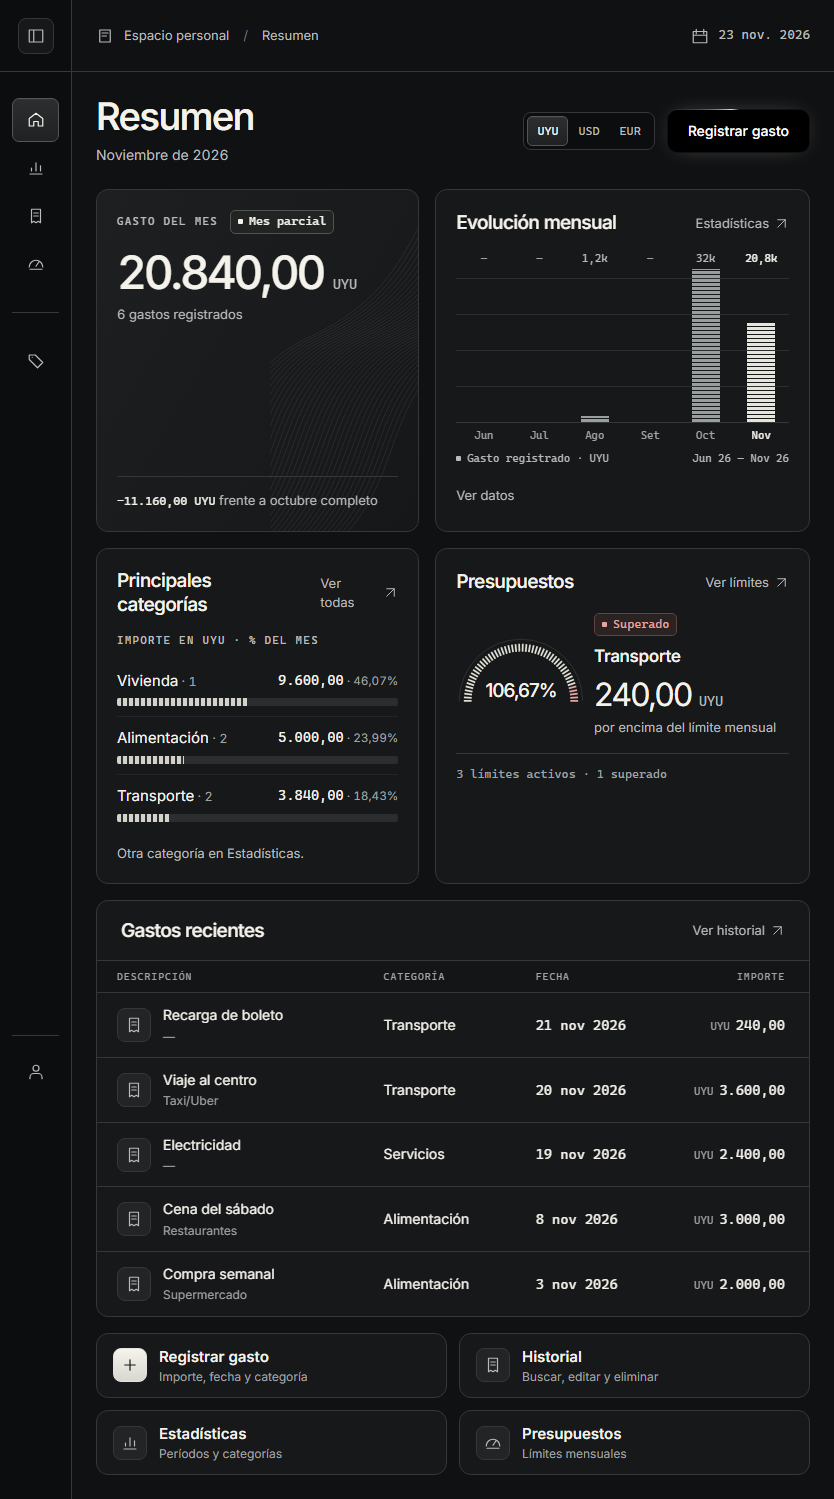 Espacio personal / Resumen
23 nov. 2026
Resumen
Noviembre de 2026
UYU USD EUR
Registrar gasto
GASTO DEL MES
Mes parcial
20.840,00 UYU
6 gastos registrados
−11.160,00 UYU frente a octubre completo
Evolución mensual
Estadísticas
— — 1,2k — 32k 20,8k
Jun Jul Ago Set Oct Nov
Gasto registrado · UYU
Jun 26 — Nov 26
Ver datos
Principales
categorías
Ver
todas
IMPORTE EN UYU · % DEL MES
Vivienda · 1 9.600,00 · 46,07%
Alimentación · 2 5.000,00 · 23,99%
Transporte · 2 3.840,00 · 18,43%
Otra categoría en Estadísticas.
Presupuestos
Ver límites
106,67%
Superado
Transporte
240,00 UYU
por encima del límite mensual
3 límites activos · 1 superado
Gastos recientes
Ver historial
DESCRIPCIÓN CATEGORÍA FECHA IMPORTE
Recarga de boleto
—
Transporte 21 nov 2026 UYU 240,00
Viaje al centro
Taxi/Uber
Transporte 20 nov 2026 UYU 3.600,00
Electricidad
—
Servicios 19 nov 2026 UYU 2.400,00
Cena del sábado
Restaurantes
Alimentación 8 nov 2026 UYU 3.000,00
Compra semanal
Supermercado
Alimentación 3 nov 2026 UYU 2.000,00
Registrar gasto
Importe, fecha y categoría
Historial
Buscar, editar y eliminar
Estadísticas
Períodos y categorías
Presupuestos
Límites mensuales